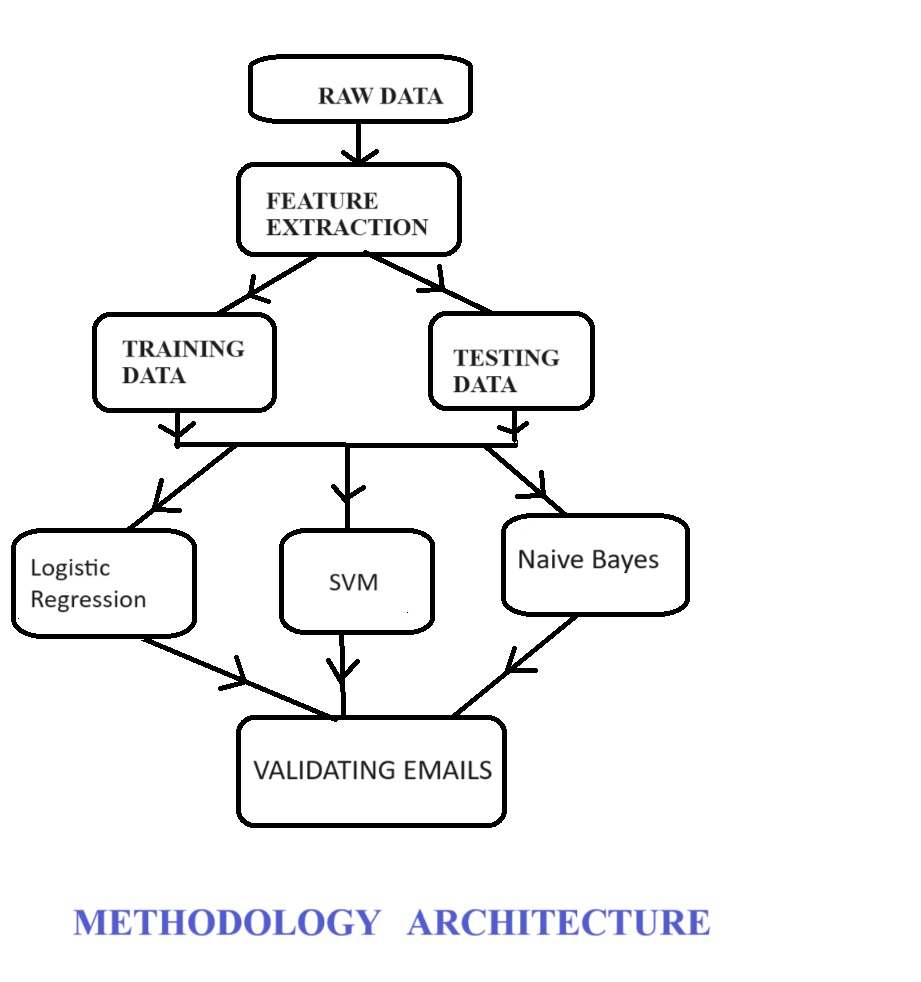 RAW DATA
FEATURE
EXTRACTION
TRAINING
DATA
TESTING
DATA
Logistic
Regression
SVM
Naive Bayes
VALIDATING EMAILS
METHODOLOGY ARCHITECTURE